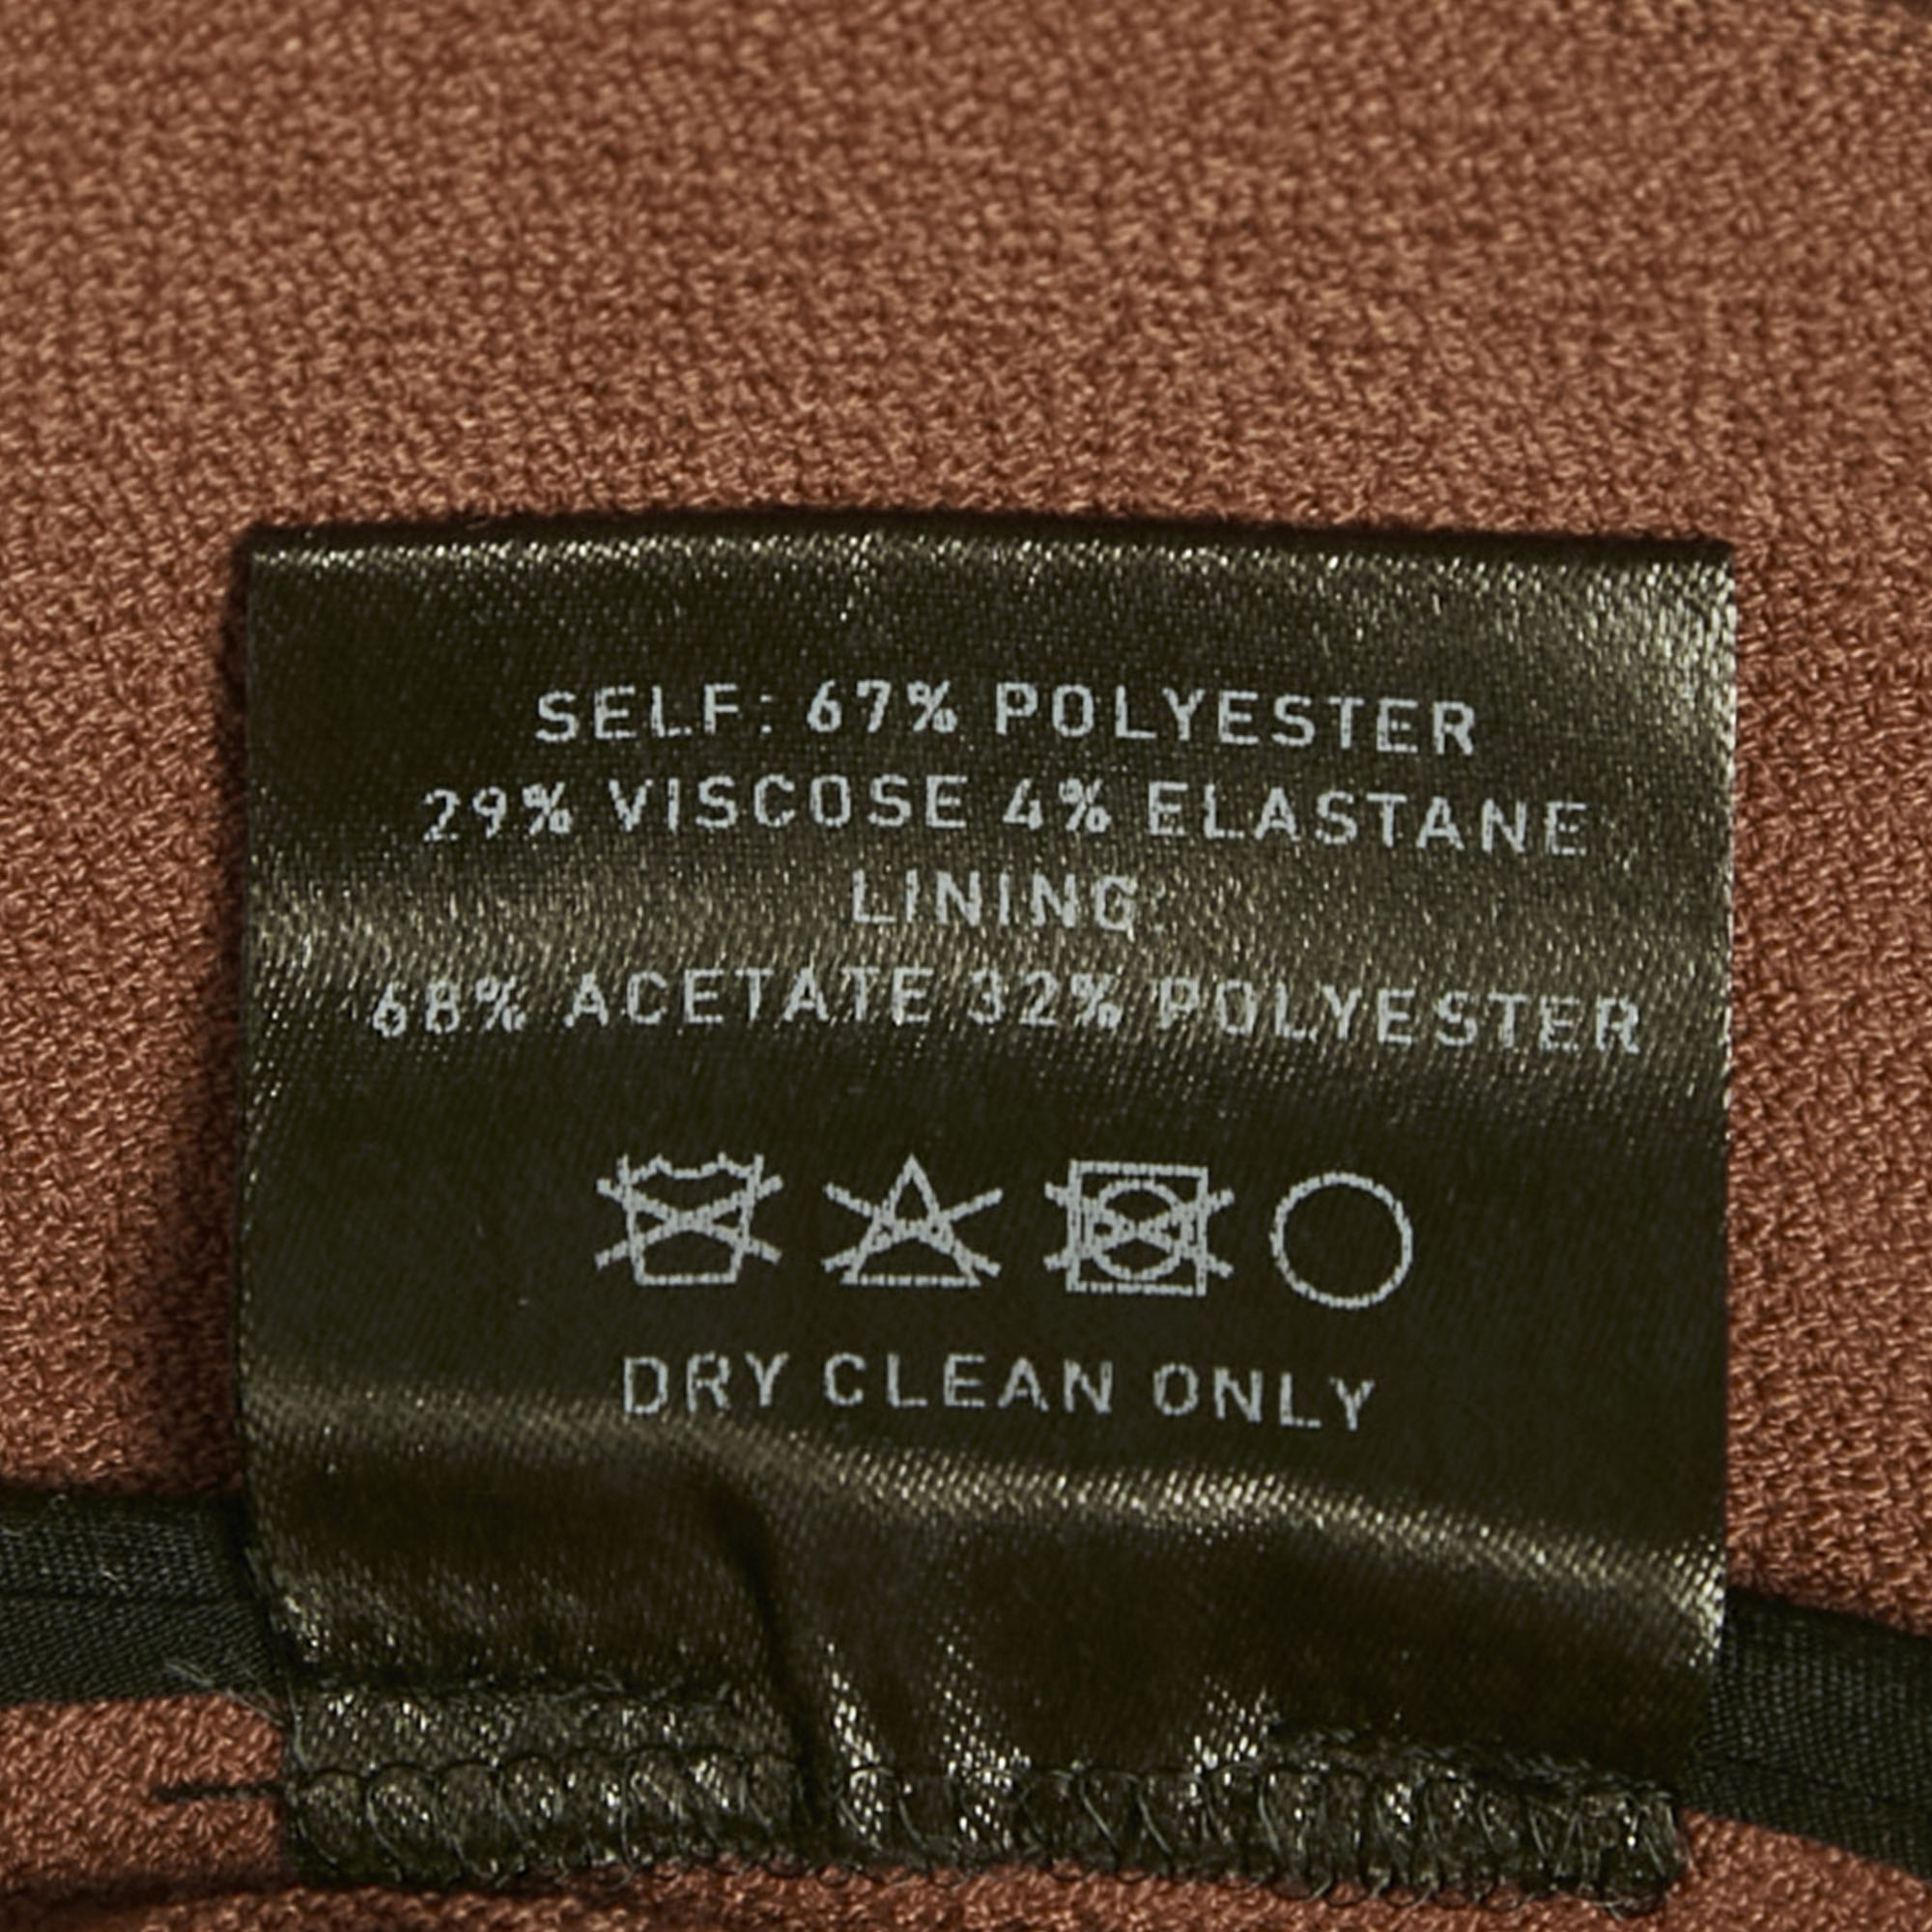 SELF: 67% POLYESTER
29% VISCOSE 4% ELASTANE
LINING:
68% ACETATE 32% POLYESTER
DRY CLEAN ONLY